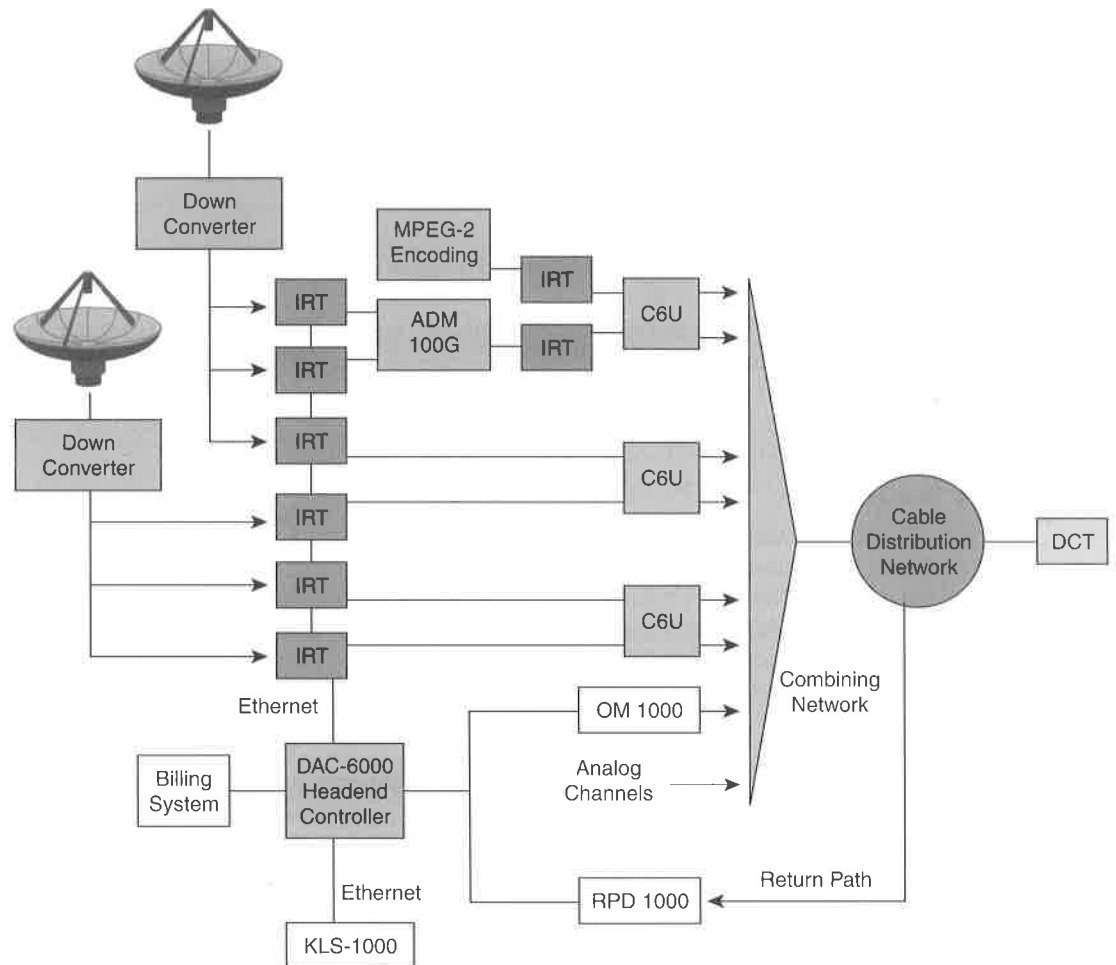 Down
Converter
MPEG-2
Encoding
IRT
IRT
C6U
ADM
100G
IRT
IRT
Down
Converter
IRT
C6U
IRT
Cable
Distribution
Network
DCT
IRT
C6U
IRT
Combining
Network
Ethernet
OM 1000
Billing
System
DAC-6000
Headend
Controller
Analog
Channels
Ethernet
RPD 1000
Return Path
KLS-1000